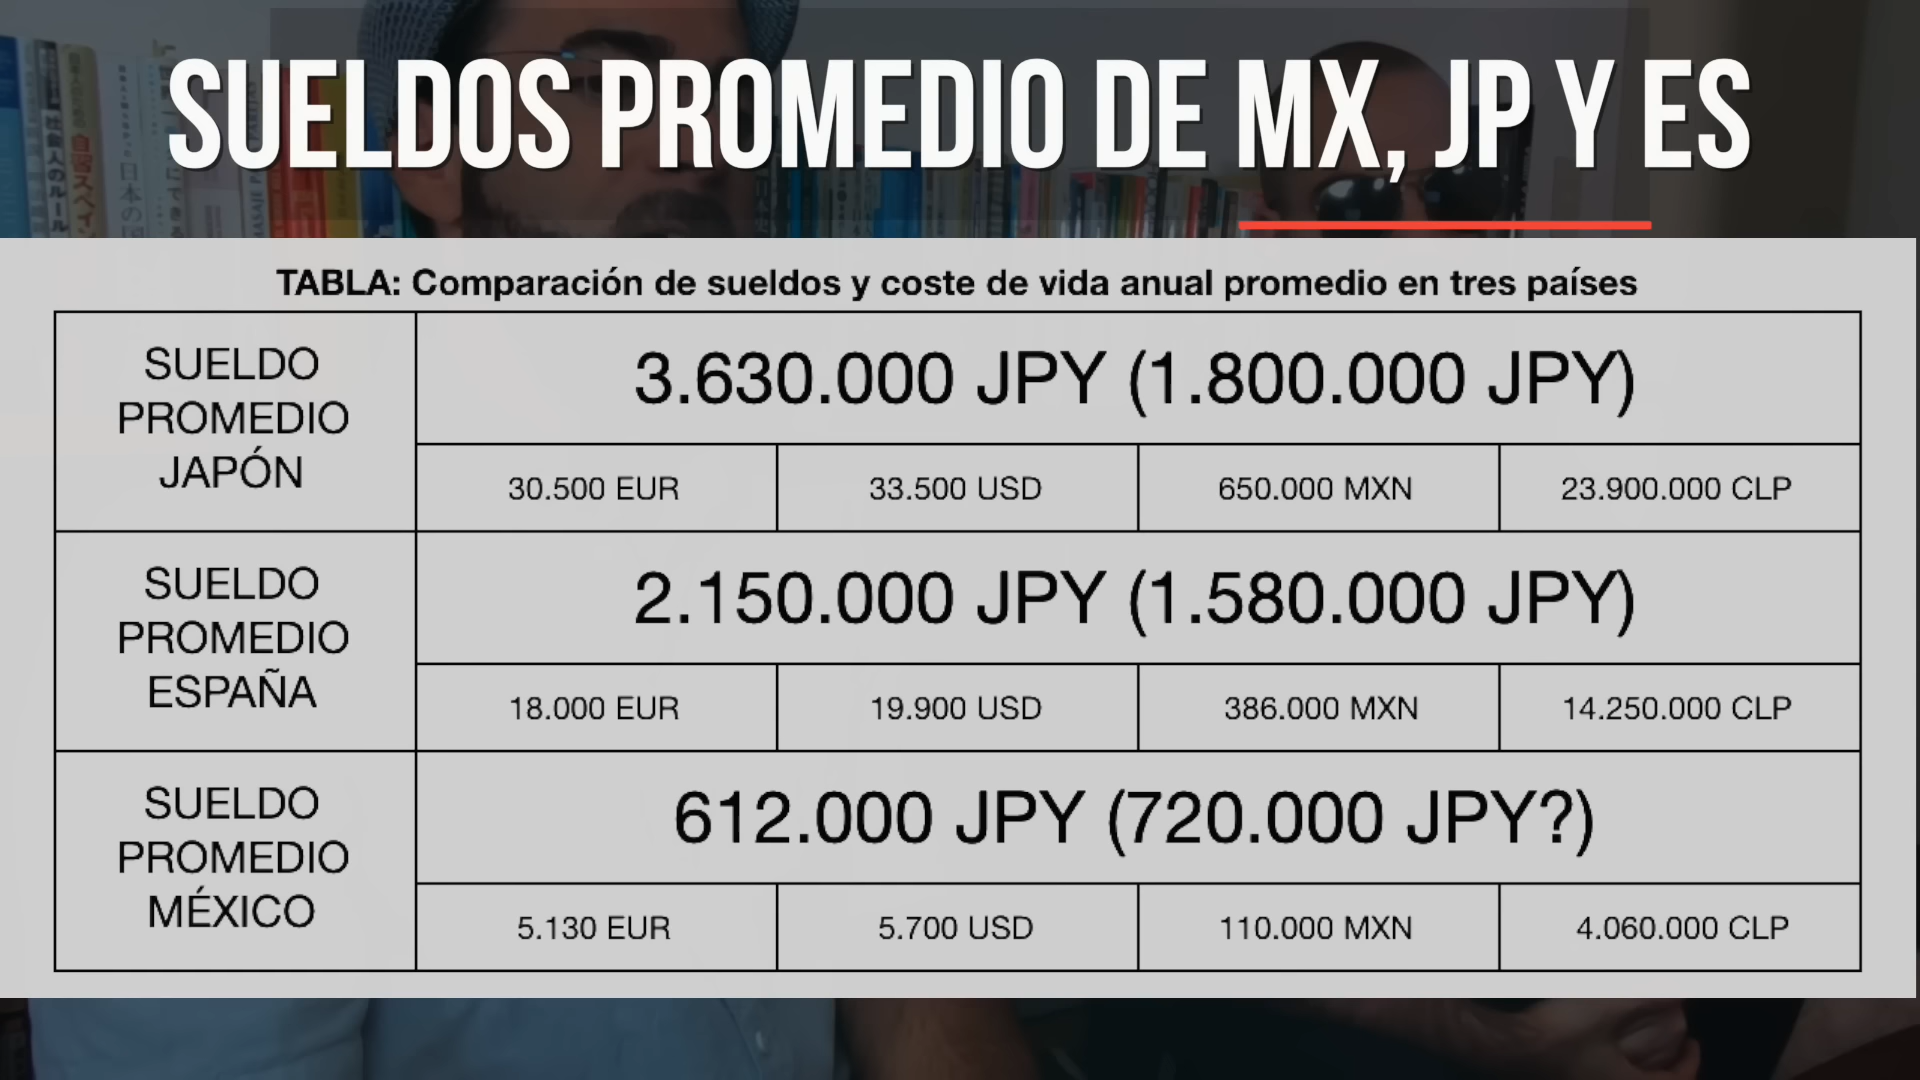 SUELDOS PROMEDIO DE MX, JP Y ES
TABLA: Comparación de sueldos y coste de vida anual promedio en tres países
SUELDO
PROMEDIO
JAPÓN
3.630.000 JPY (1.800.000 JPY)
30.500 EUR
33.500 USD
650.000 MXN
23.900.000 CLP
SUELDO
PROMEDIO
ESPAÑA
2.150.000 JPY (1.580.000 JPY)
18.000 EUR
19.900 USD
386.000 MXN
14.250.000 CLP
SUELDO
PROMEDIO
MÉXICO
612.000 JPY (720.000 JPY?)
5.130 EUR
5.700 USD
110.000 MXN
4.060.000 CLP